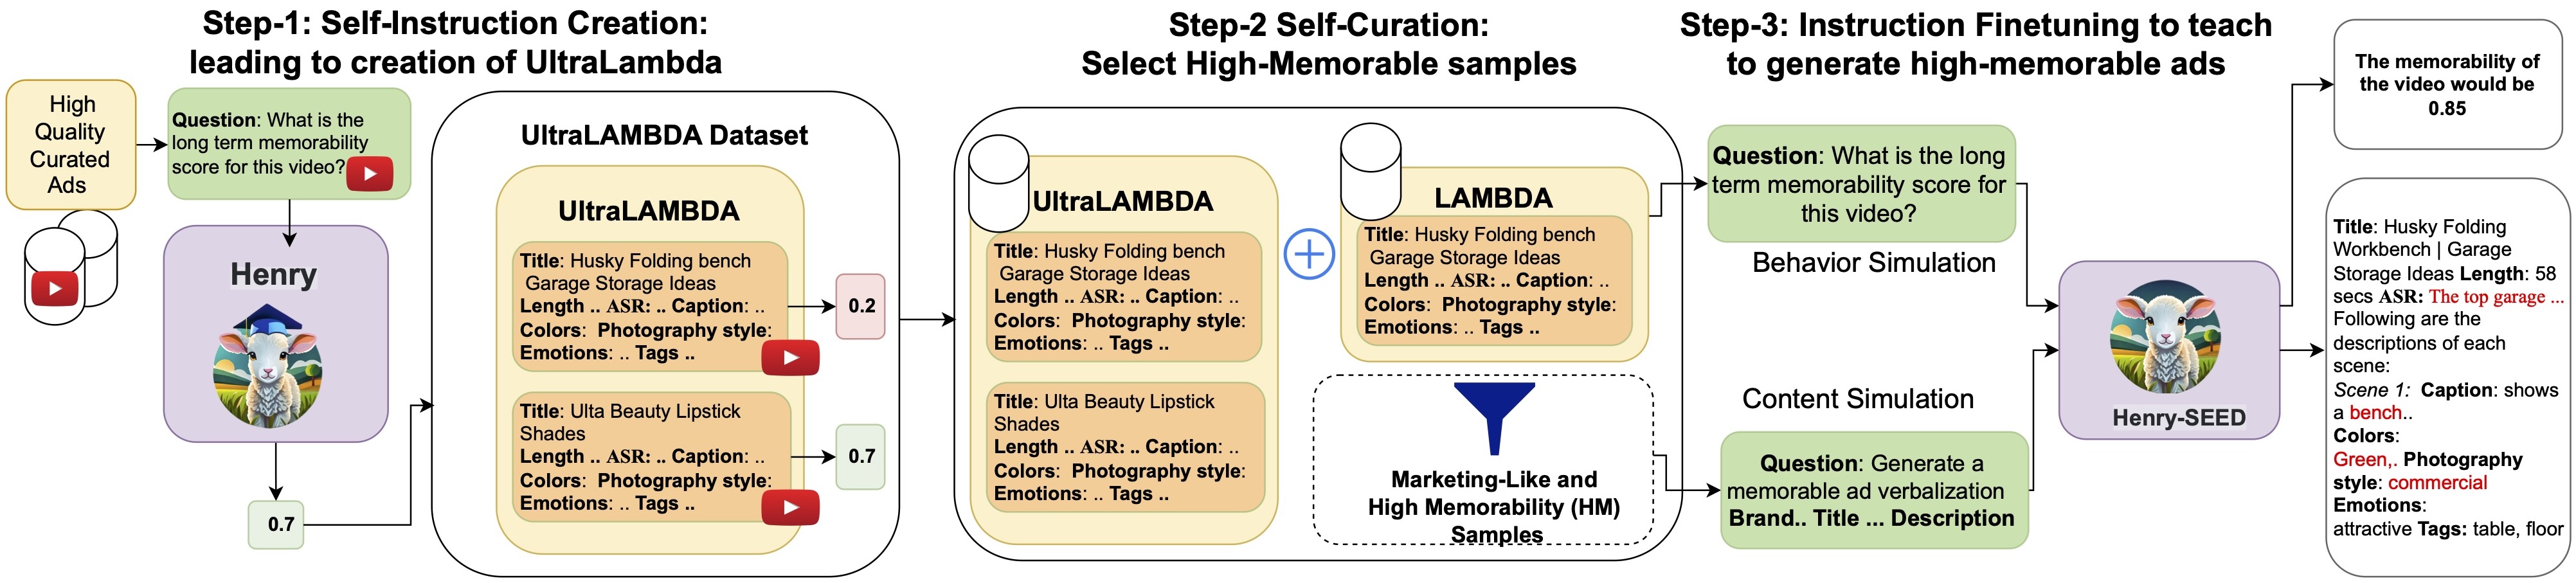 Step-1: Self-Instruction Creation:
leading to creation of UltraLambda
High
Quality
Curated
Ads
Question: What is the
long term memorability
score for this video?
Henry
0.7
UltraLAMBDA Dataset
UltraLAMBDA
Title: Husky Folding bench
Garage Storage Ideas
Length .. ASR: .. Caption: ..
Colors: Photography style:
Emotions: .. Tags ..
0.2
Title: Ulta Beauty Lipstick
Shades
Length .. ASR: .. Caption: ..
Colors: Photography style:
Emotions: .. Tags ..
0.7
Step-2 Self-Curation:
Select High-Memorable samples
UltraLAMBDA
Title: Husky Folding bench
Garage Storage Ideas
Length .. ASR: .. Caption: ..
Colors: Photography style:
Emotions: .. Tags ..
Title: Ulta Beauty Lipstick
Shades
Length .. ASR: .. Caption: ..
Colors: Photography style:
Emotions: .. Tags ..
LAMBDA
Title: Husky Folding bench
Garage Storage Ideas
Length .. ASR: .. Caption: ..
Colors: Photography style:
Emotions: .. Tags ..
Marketing-Like and
High Memorability (HM)
Samples
Step-3: Instruction Finetuning to teach
to generate high-memorable ads
Question: What is the long
term memorability score for
this video?
Behavior Simulation
Content Simulation
Question: Generate a
memorable ad verbalization
Brand.. Title ... Description
Henry-SEED
The memorability of
the video would be
0.85
Title: Husky Folding
Workbench | Garage
Storage Ideas Length: 58
secs ASR: The top garage ...
Following are the
descriptions of each
scene:
Scene 1: Caption: shows
a bench..
Colors:
Green,. Photography
style: commercial
Emotions:
attractive Tags: table, floor